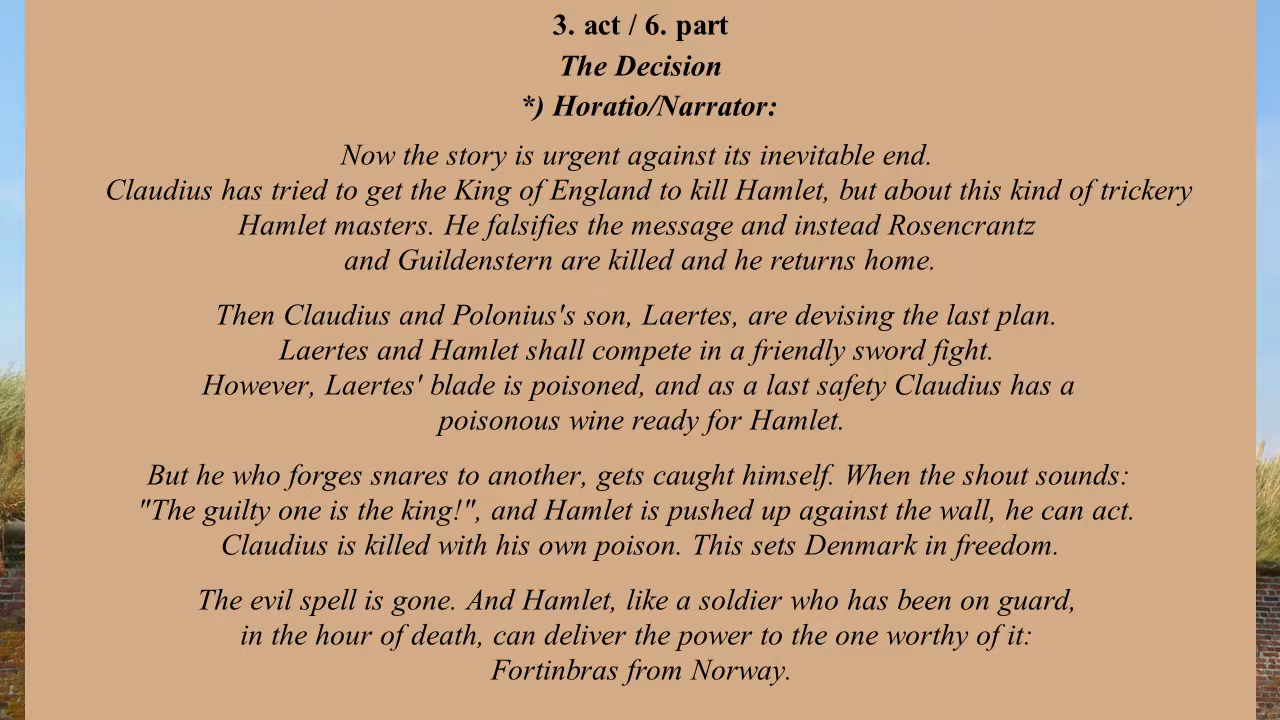 3. act / 6. part
The Decision
*) Horatio/Narrator:
Now the story is urgent against its inevitable end.
Claudius has tried to get the King of England to kill Hamlet, but about this kind of trickery
Hamlet masters. He falsifies the message and instead Rosencrantz
and Guildenstern are killed and he returns home.
Then Claudius and Polonius's son, Laertes, are devising the last plan.
Laertes and Hamlet shall compete in a friendly sword fight.
However, Laertes' blade is poisoned, and as a last safety Claudius has a
poisonous wine ready for Hamlet.
But he who forges snares to another, gets caught himself. When the shout sounds:
"The guilty one is the king!", and Hamlet is pushed up against the wall, he can act.
Claudius is killed with his own poison. This sets Denmark in freedom.
The evil spell is gone. And Hamlet, like a soldier who has been on guard,
in the hour of death, can deliver the power to the one worthy of it:
Fortinbras from Norway.